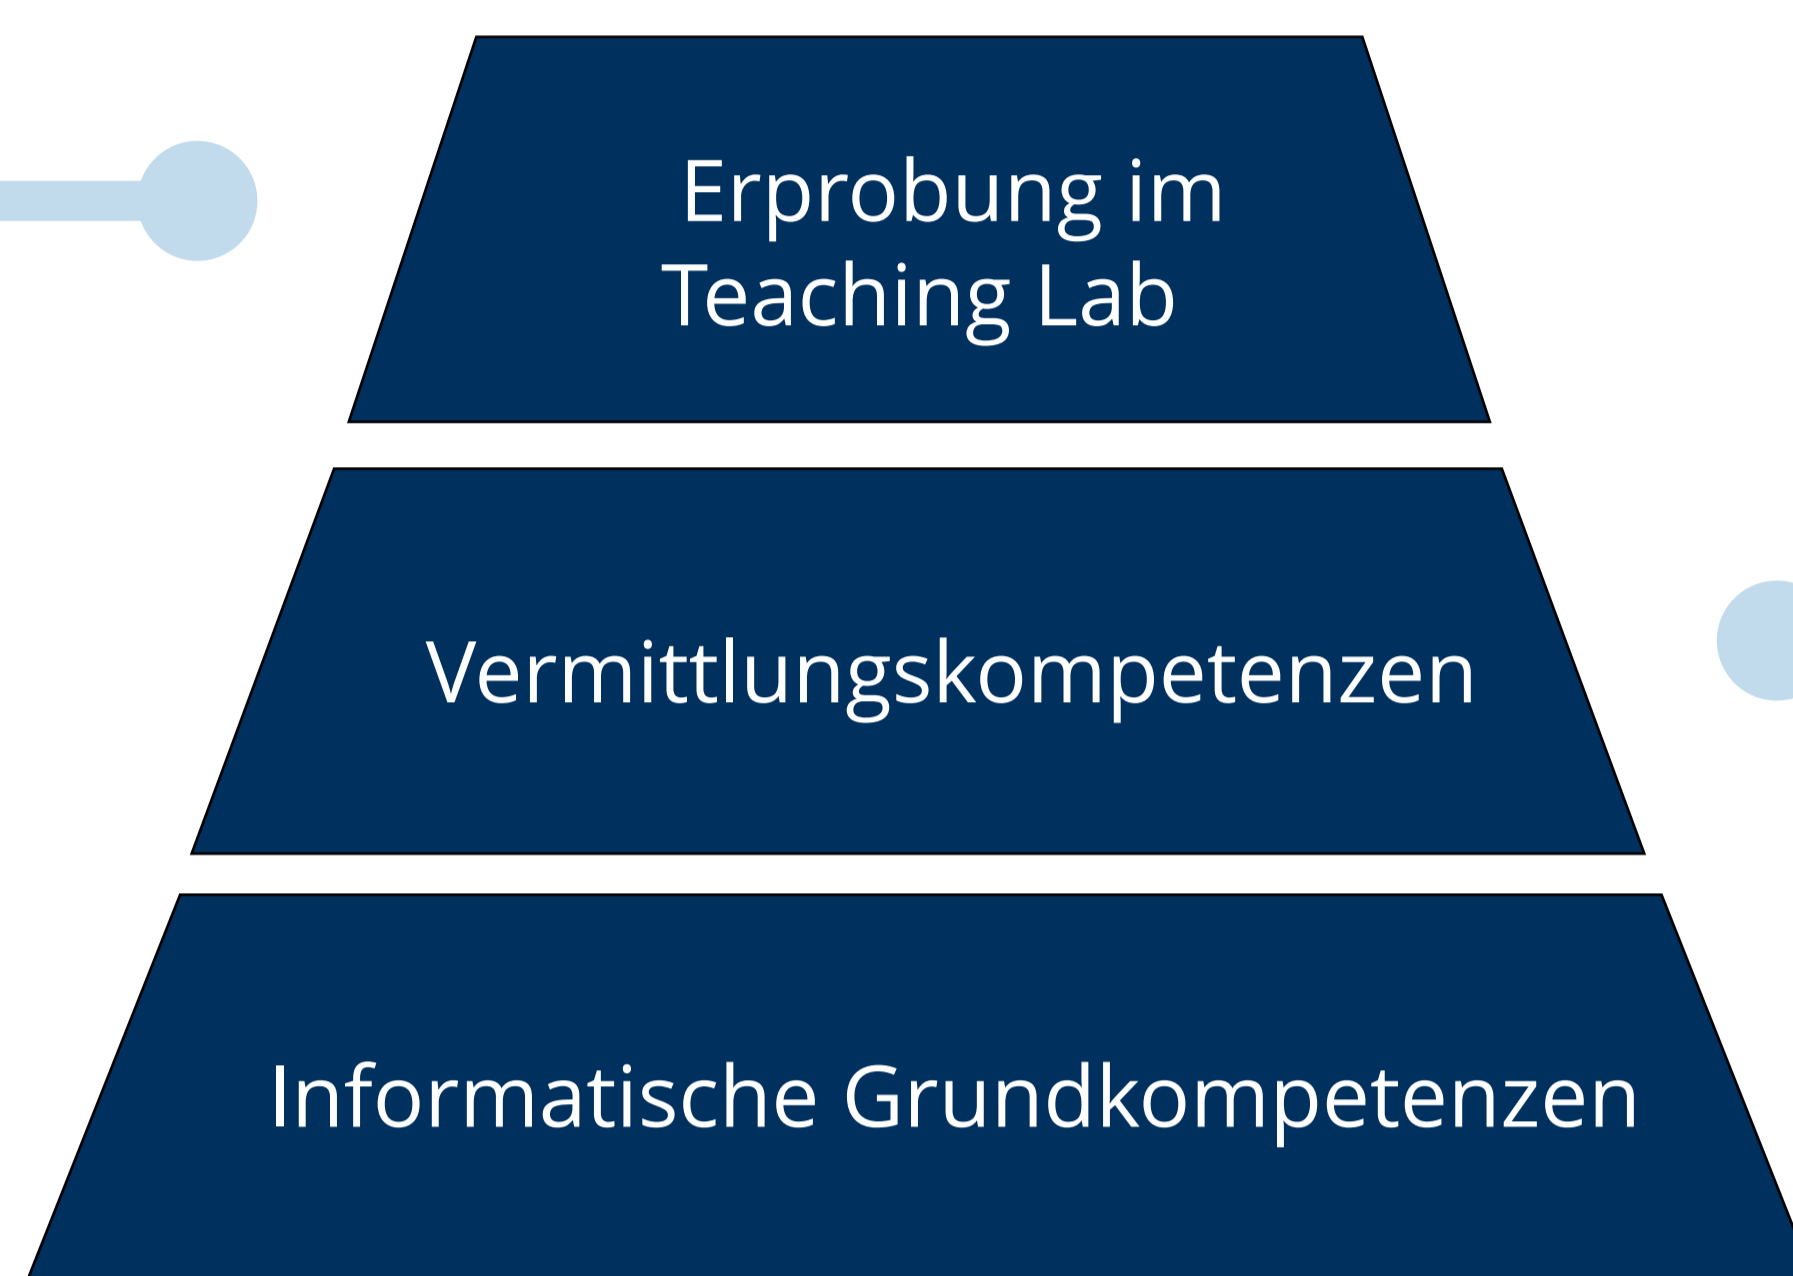 Erprobung im
Teaching Lab
Vermittlungskompetenzen
Informatische Grundkompetenzen